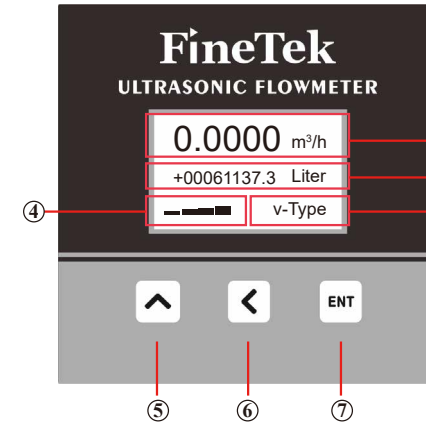 FineTek
ULTRASONIC FLOWMETER
0.0000 m³/h
+00061137.3 Liter
④ v-Type
ENT
⑤ ⑥ ⑦